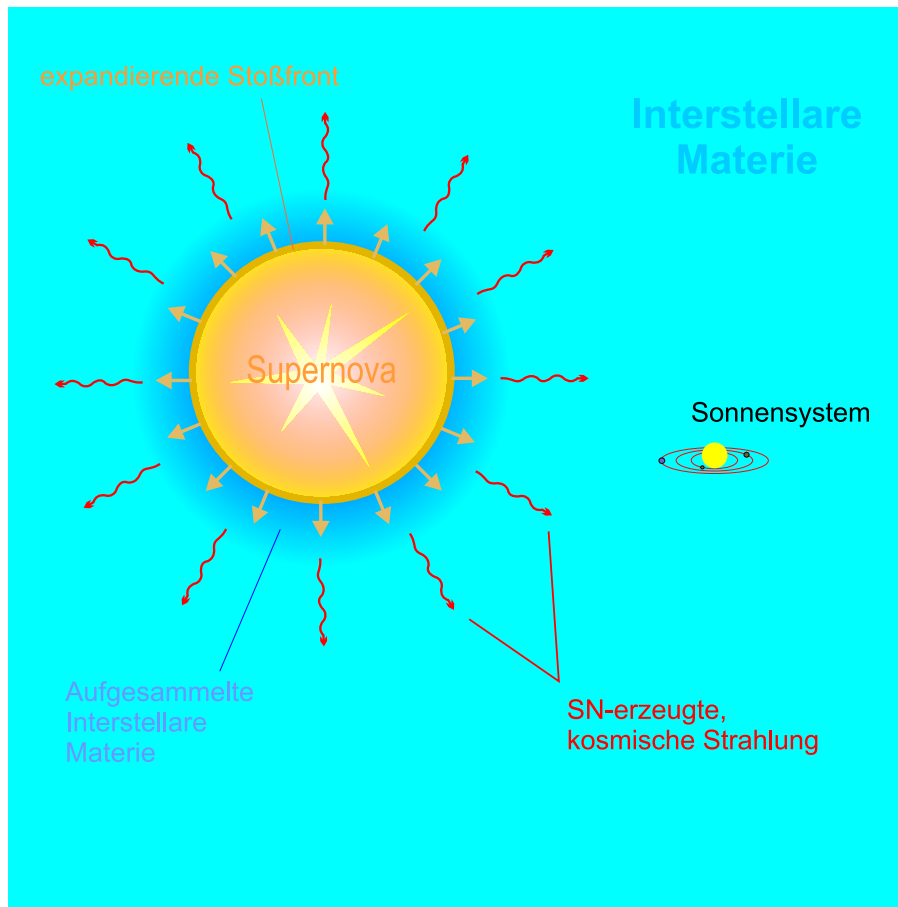 expandierende Stoßfront
Interstellare
Materie
Supernova
Sonnensystem
Aufgesammelte
Interstellare
Materie
SN-erzeugte,
kosmische Strahlung